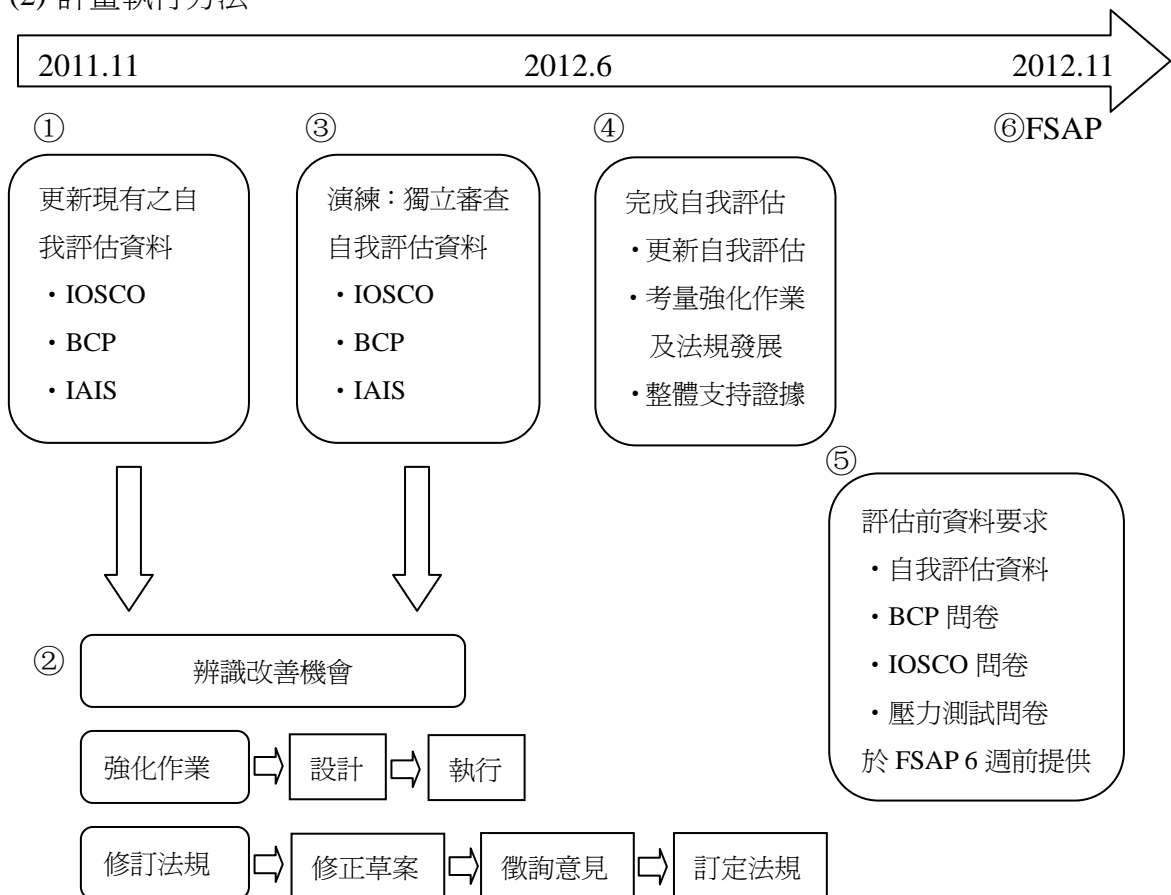 (2) 計畫執行方法
2011.11
2012.6
2012.11
①
③
④
⑥FSAP
更新現有之自
我評估資料
・IOSCO
・BCP
・IAIS
演練：獨立審查
自我評估資料
・IOSCO
・BCP
・IAIS
完成自我評估
・更新自我評估
・考量強化作業
及法規發展
・整體支持證據
⑤
評估前資料要求
・自我評估資料
・BCP 問卷
・IOSCO 問卷
・壓力測試問卷
於 FSAP 6 週前提供
②
辨識改善機會
強化作業
設計
執行
修訂法規
修正草案
徵詢意見
訂定法規